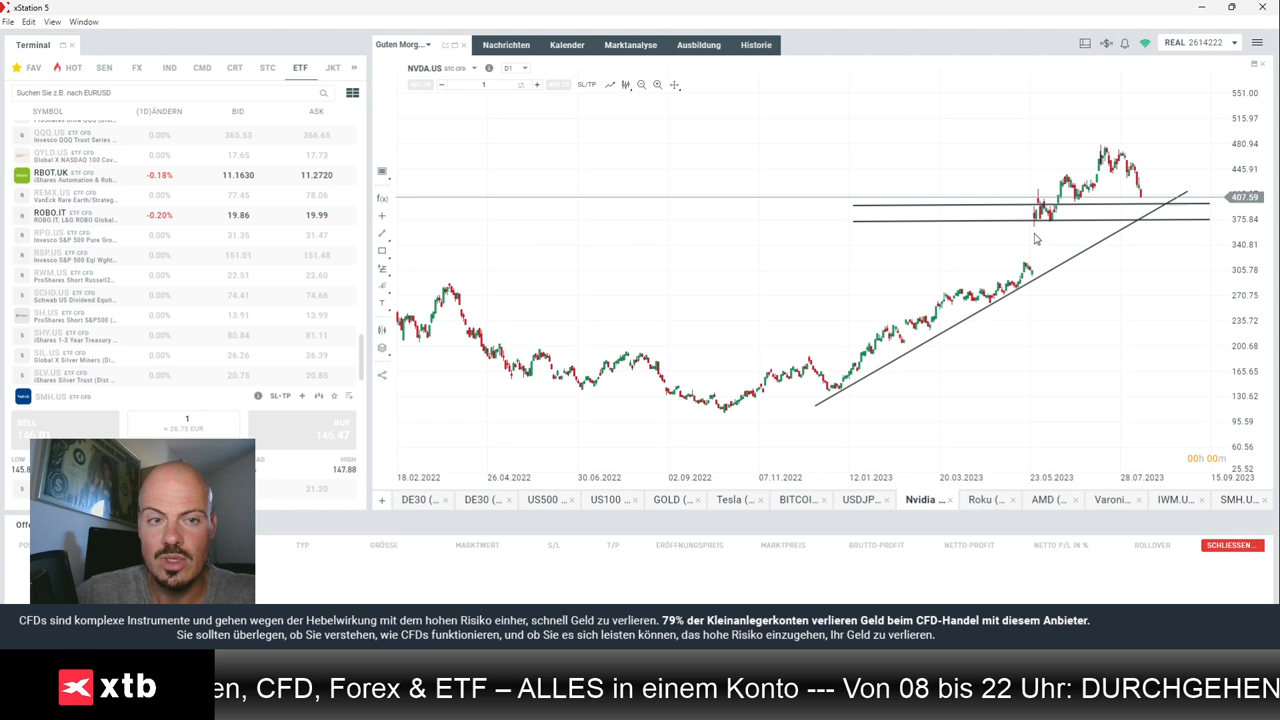 xStation 5
File Edit View Window
Terminal
Guten Morg...
Nachrichten Kalender Marktanalyse Ausbildung Historie
REAL 2614222
FAV HOT SEN FX IND CMD CRT STC ETF JKT
NVDA.US STC CFD D1
Suchen Sie z.B. nach EURUSD
1 SL/TP
SYMBOL (1D)ÄNDERN BID ASK
QQQ.US ETF CFD 0.00% 365.53 366.65
Invesco QQQ Trust Series ...
QYLD.US ETF CFD 0.00% 17.65 17.73
Global X NASDAQ 100 Cov...
RBOT.UK ETF CFD -0.18% 11.1630 11.2720
iShares Automation & Rob...
REMX.US ETF CFD 0.00% 77.45 78.06
VanEck Rare Earth/Strateg...
ROBO.IT ETF CFD -0.20% 19.86 19.99
ROBO.IT, L&G ROBO Global...
RPG.US ETF CFD 0.00% 31.35 31.47
Invesco S&P 500 Pure Gro...
RSP.US ETF CFD 0.00% 151.01 151.48
Invesco S&P 500 Eql Wght...
RWM.US ETF CFD 0.00% 22.51 22.60
ProShares Short Russell2...
SCHD.US ETF CFD 0.00% 74.41 74.66
Schwab US Dividend Equit...
SH.US ETF CFD 0.00% 13.91 13.99
ProShares Short S&P500 (...
SHY.US ETF CFD 0.00% 80.84 81.11
iShares 1-3 Year Treasury ...
SIL.US ETF CFD 0.00% 26.26 26.39
Global X Silver Miners (Di...
SLV.US ETF CFD 0.00% 20.75 20.85
iShares Silver Trust (Dist ...
SMH.US ETF CFD SL+TP
SELL 1 BUY
146.01 ≈ 26.75 EUR 146.47
LOW HIGH
147.88
21.20
551.00
515.97
480.94
445.91
407.59
375.84
340.81
305.78
270.75
235.72
200.68
165.65
130.62
95.59
60.56
25.52
00h 00m
18.02.2022 26.04.2022 30.06.2022 02.09.2022 07.11.2022 12.01.2023 20.03.2023 23.05.2023 28.07.2023 15.09.2023
DE30 (... DE30 (... US500 ... US100 ... GOLD (... Tesla (... BITCOI... USDJP... Nvidia ... Roku (... AMD (... Varoni... IWM.U... SMH.U...
TYP GRÖSSE MARKTWERT S/L T/P ERÖFFNUNGSPREIS MARKTPREIS BRUTTO-PROFIT NETTO-PROFIT NETTO P/L IN % ROLLOVER SCHLIESSEN...
CFDs sind komplexe Instrumente und gehen wegen der Hebelwirkung mit dem hohen Risiko einher, schnell Geld zu verlieren. 79% der Kleinanlegerkonten verlieren Geld beim CFD-Handel mit diesem Anbieter.
Sie sollten überlegen, ob Sie verstehen, wie CFDs funktionieren, und ob Sie es sich leisten können, das hohe Risiko einzugehen, Ihr Geld zu verlieren.
xtb
en, CFD, Forex & ETF – ALLES in einem Konto --- Von 08 bis 22 Uhr: DURCHGEHEN